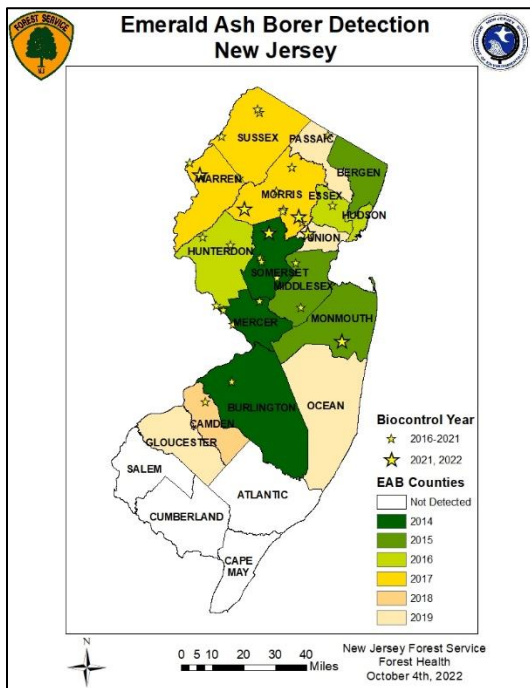 Emerald Ash Borer Detection
New Jersey
FOREST SERVICE
NJ
SUSSEX
PASSAIC
BERGEN
WARREN
MORRIS
ESSEX
HUDSON
UNION
HUNTERDON
SOMERSET
MIDDLESEX
MERCER
MONMOUTH
OCEAN
BURLINGTON
CAMDEN
GLOUCESTER
SALEM
ATLANTIC
CUMBERLAND
CAPE
MAY
Biocontrol Year
2016-2021
2021, 2022
EAB Counties
Not Detected
2014
2015
2016
2017
2018
2019
N
0 5 10 20 30 40
Miles
New Jersey Forest Service
Forest Health
October 4th, 2022